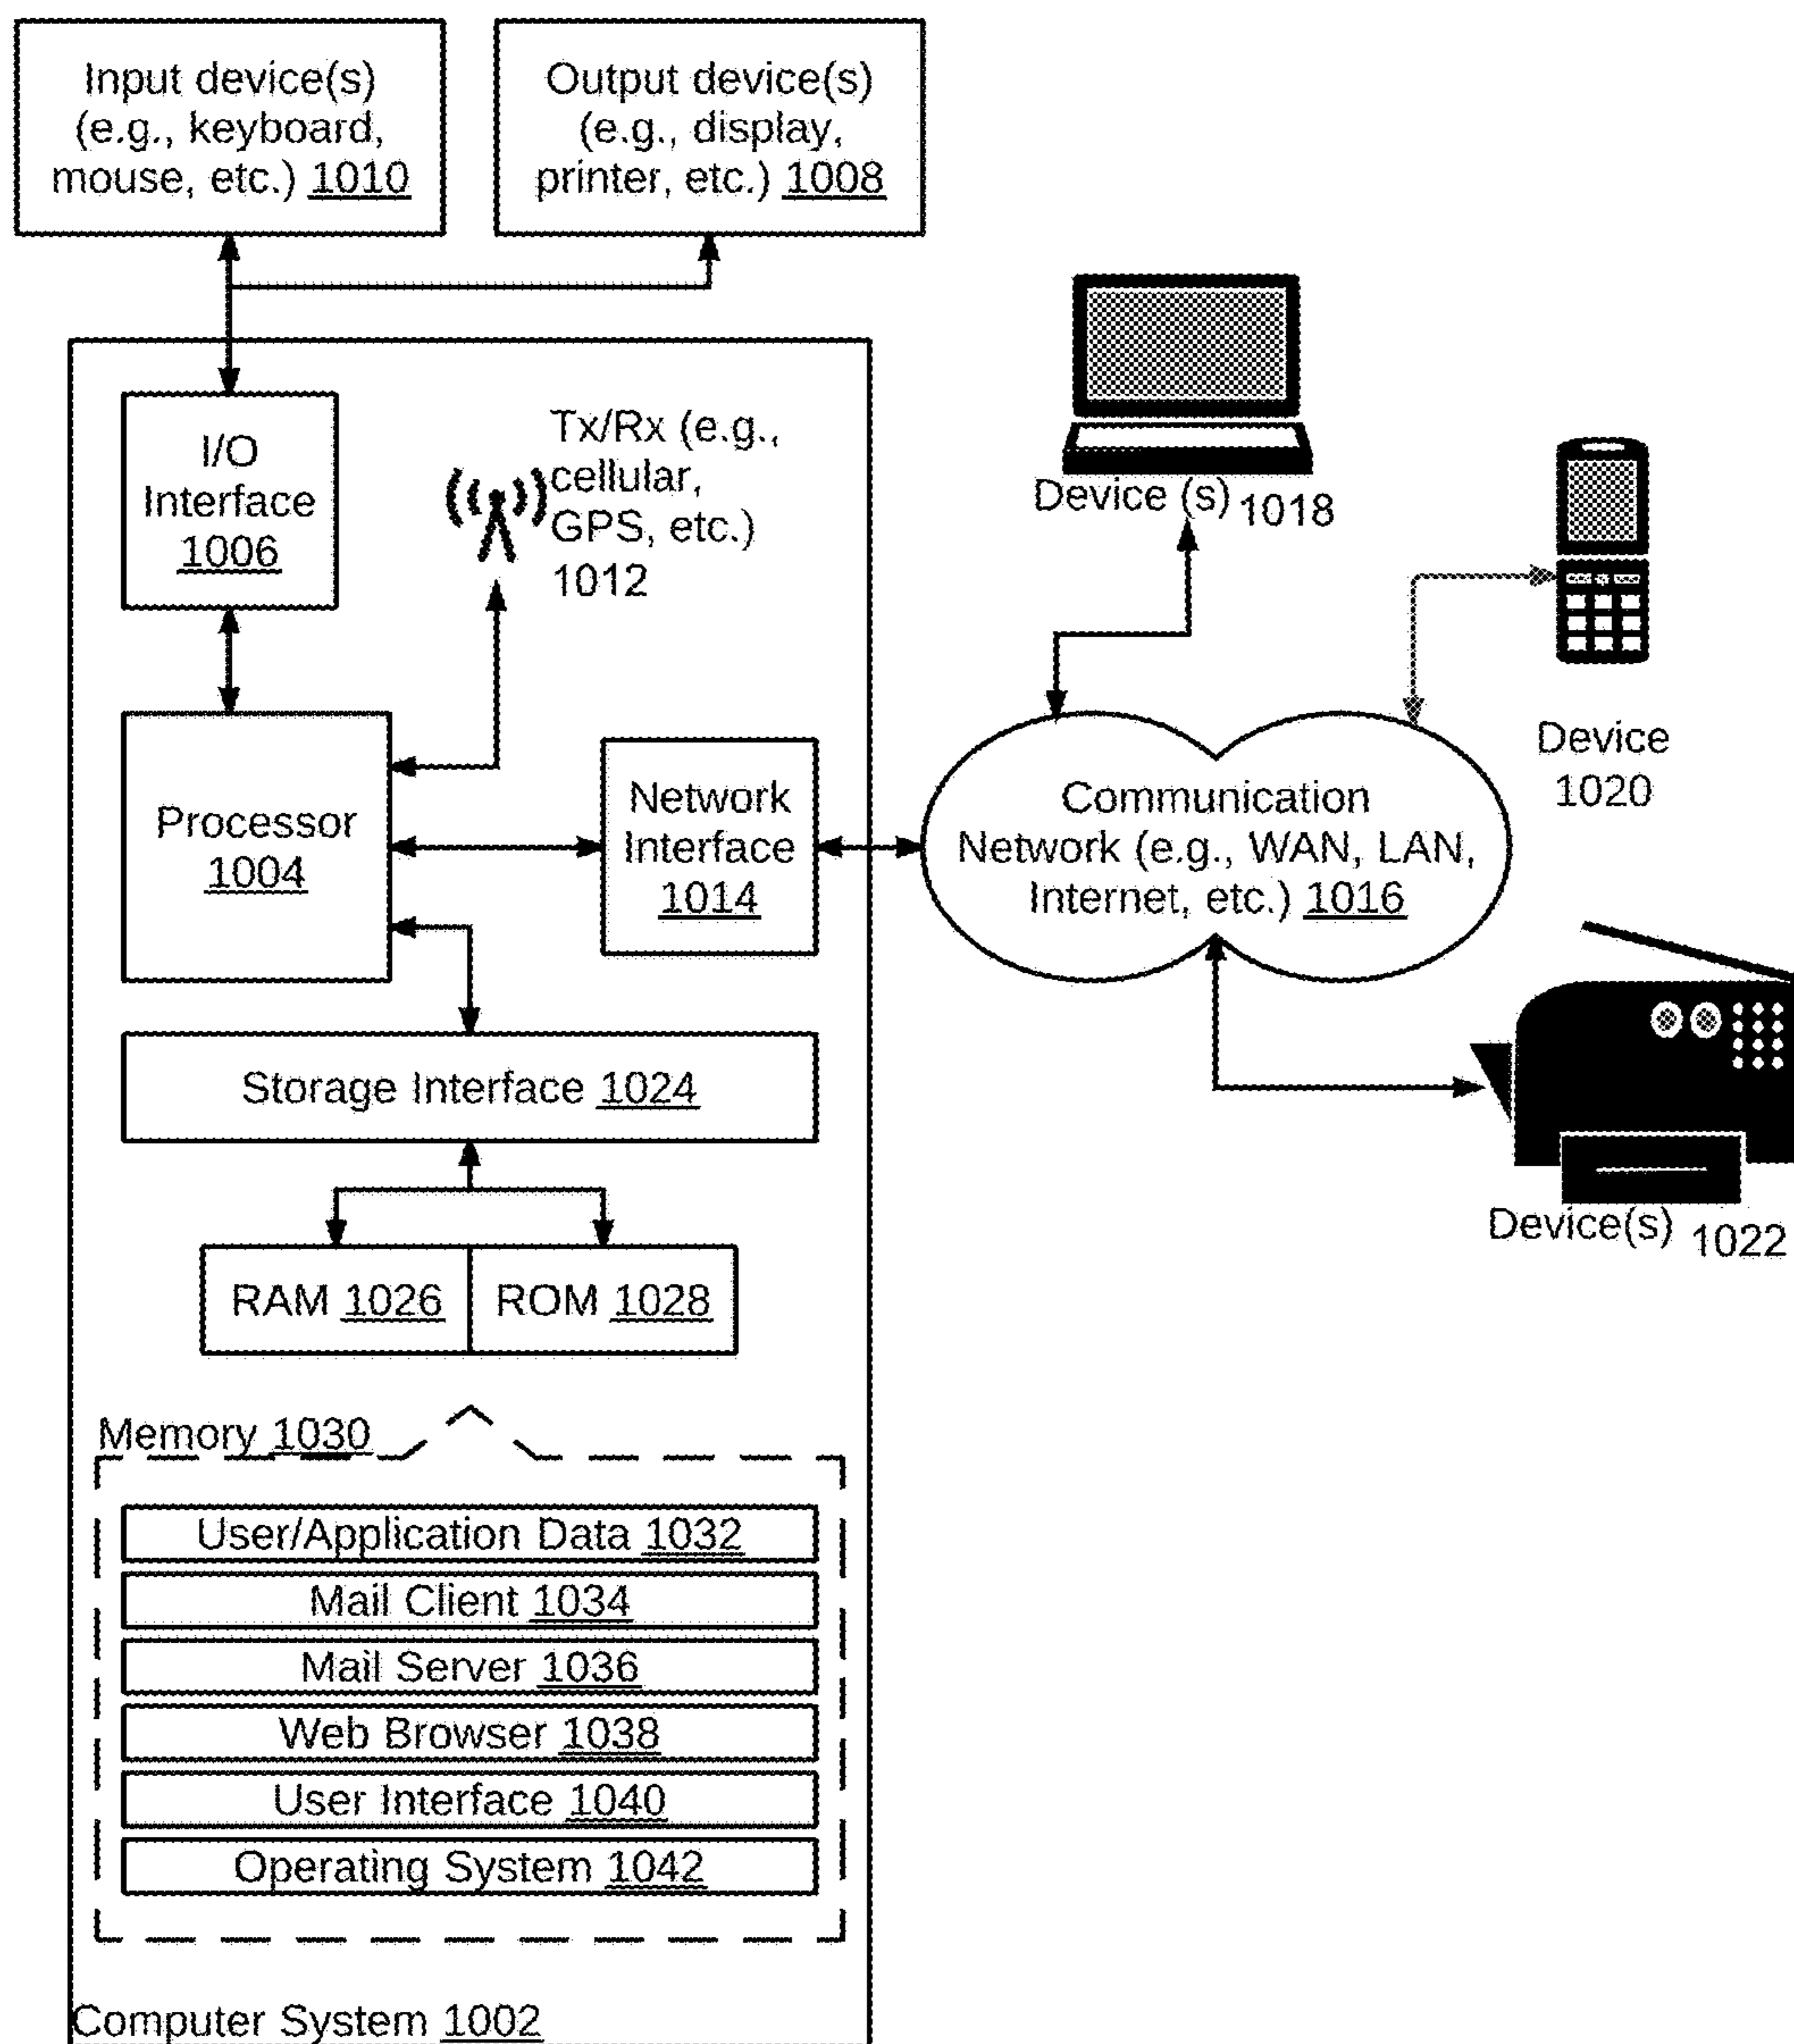 Input device(s)
(e.g., keyboard,
mouse, etc.) 1010
Output device(s)
(e.g., display,
printer, etc.) 1008
I/O
Interface
1006
Tx/Rx (e.g.,
cellular,
GPS, etc.)
1012
Device (s) 1018
Device
1020
Processor
1004
Network
Interface
1014
Communication
Network (e.g., WAN, LAN,
Internet, etc.) 1016
Device(s) 1022
Storage Interface 1024
RAM 1026
ROM 1028
Memory 1030
User/Application Data 1032
Mail Client 1034
Mail Server 1036
Web Browser 1038
User Interface 1040
Operating System 1042
Computer System 1002